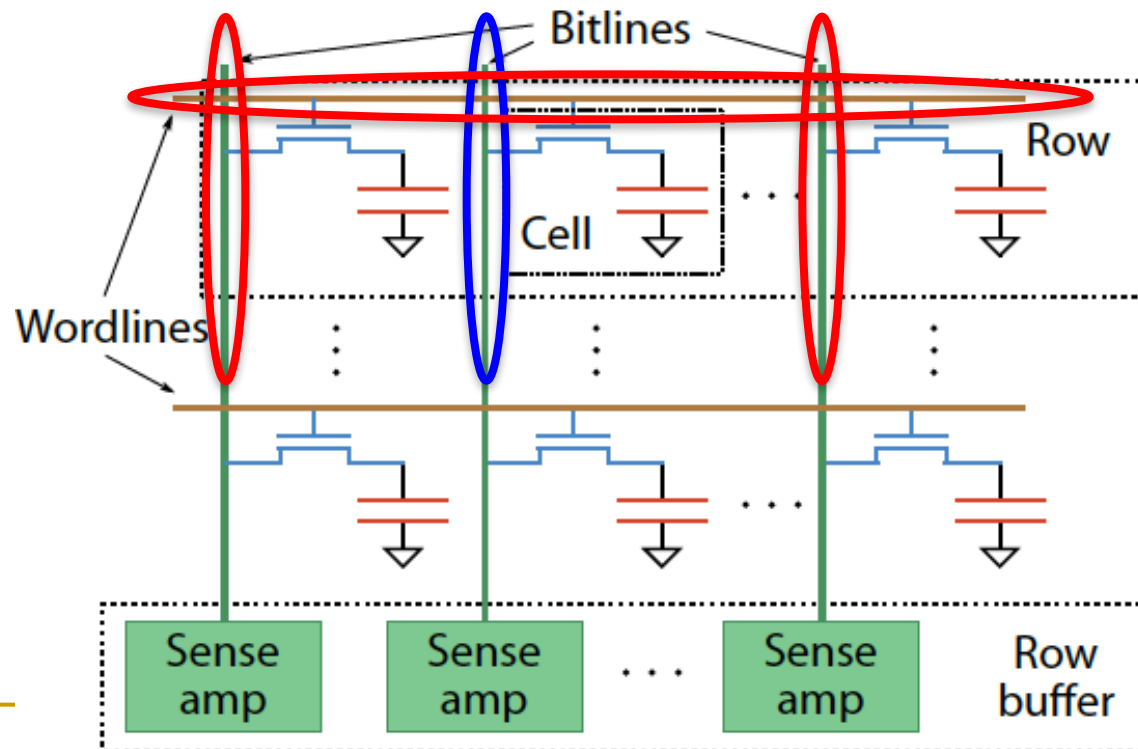 Bitlines
Row
Cell
Wordlines
Sense
amp
Sense
amp
Sense
amp
Row
buffer